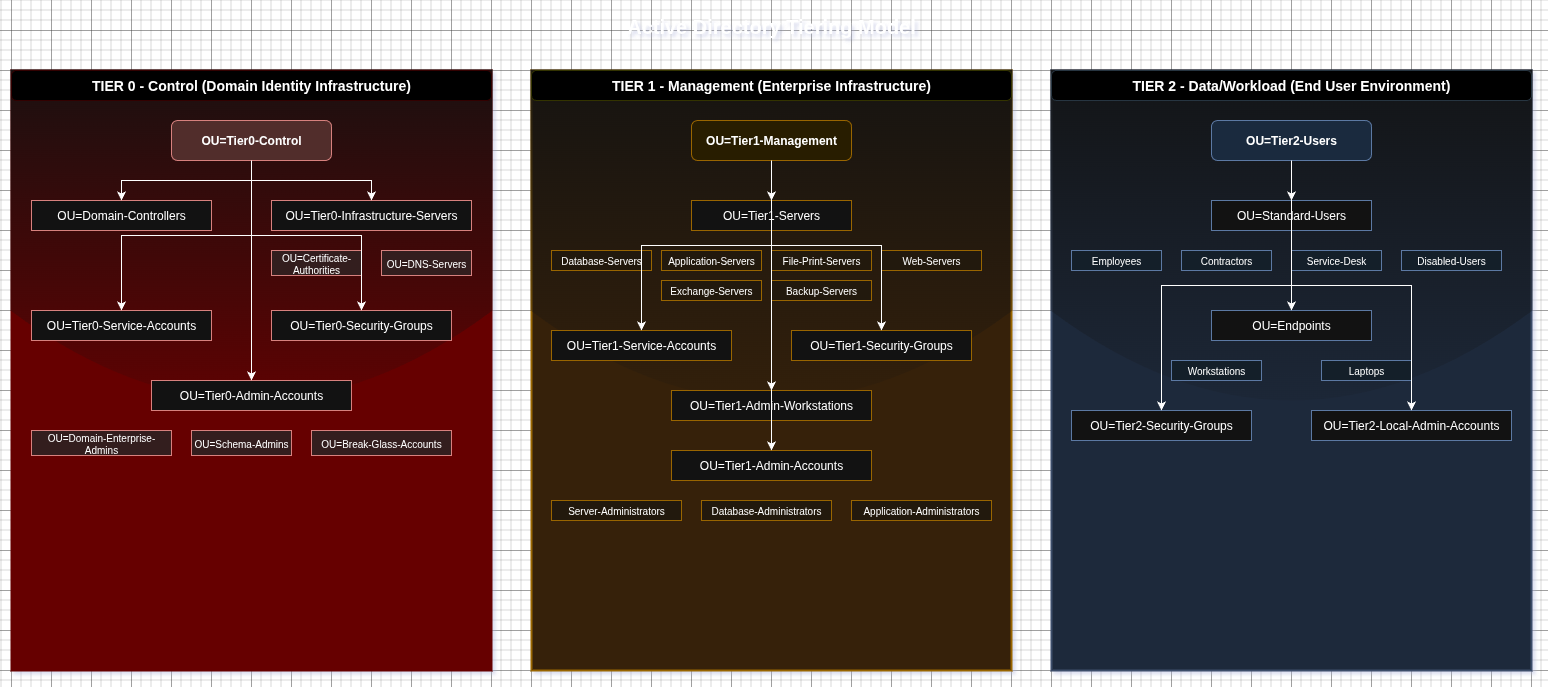 Active Directory Tiering Model
TIER 0 - Control (Domain Identity Infrastructure)
OU=Tier0-Control
OU=Domain-Controllers
OU=Tier0-Infrastructure-Servers
OU=Certificate-
Authorities
OU=DNS-Servers
OU=Tier0-Service-Accounts
OU=Tier0-Security-Groups
OU=Tier0-Admin-Accounts
OU=Domain-Enterprise-
Admins
OU=Schema-Admins
OU=Break-Glass-Accounts
TIER 1 - Management (Enterprise Infrastructure)
OU=Tier1-Management
OU=Tier1-Servers
Database-Servers
Application-Servers
File-Print-Servers
Web-Servers
Exchange-Servers
Backup-Servers
OU=Tier1-Service-Accounts
OU=Tier1-Security-Groups
OU=Tier1-Admin-Workstations
OU=Tier1-Admin-Accounts
Server-Administrators
Database-Administrators
Application-Administrators
TIER 2 - Data/Workload (End User Environment)
OU=Tier2-Users
OU=Standard-Users
Employees
Contractors
Service-Desk
Disabled-Users
OU=Endpoints
Workstations
Laptops
OU=Tier2-Security-Groups
OU=Tier2-Local-Admin-Accounts